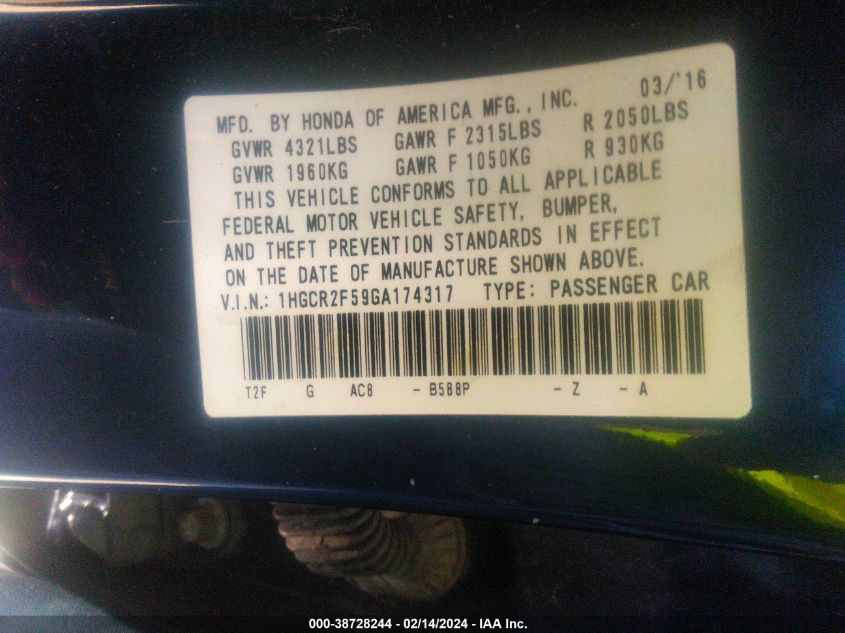 MFD. BY HONDA OF AMERICA MFG., INC. 03/'16
GVWR 4321LBS GAWR F 2315LBS R 2050LBS
GVWR 1960KG GAWR F 1050KG R 930KG
THIS VEHICLE CONFORMS TO ALL APPLICABLE
FEDERAL MOTOR VEHICLE SAFETY, BUMPER,
AND THEFT PREVENTION STANDARDS IN EFFECT
ON THE DATE OF MANUFACTURE SHOWN ABOVE.
V.I.N.: 1HGCR2F59GA174317 TYPE: PASSENGER CAR
T2F G AC8 - B588P - Z - A
000-38728244 - 02/14/2024 - IAA Inc.